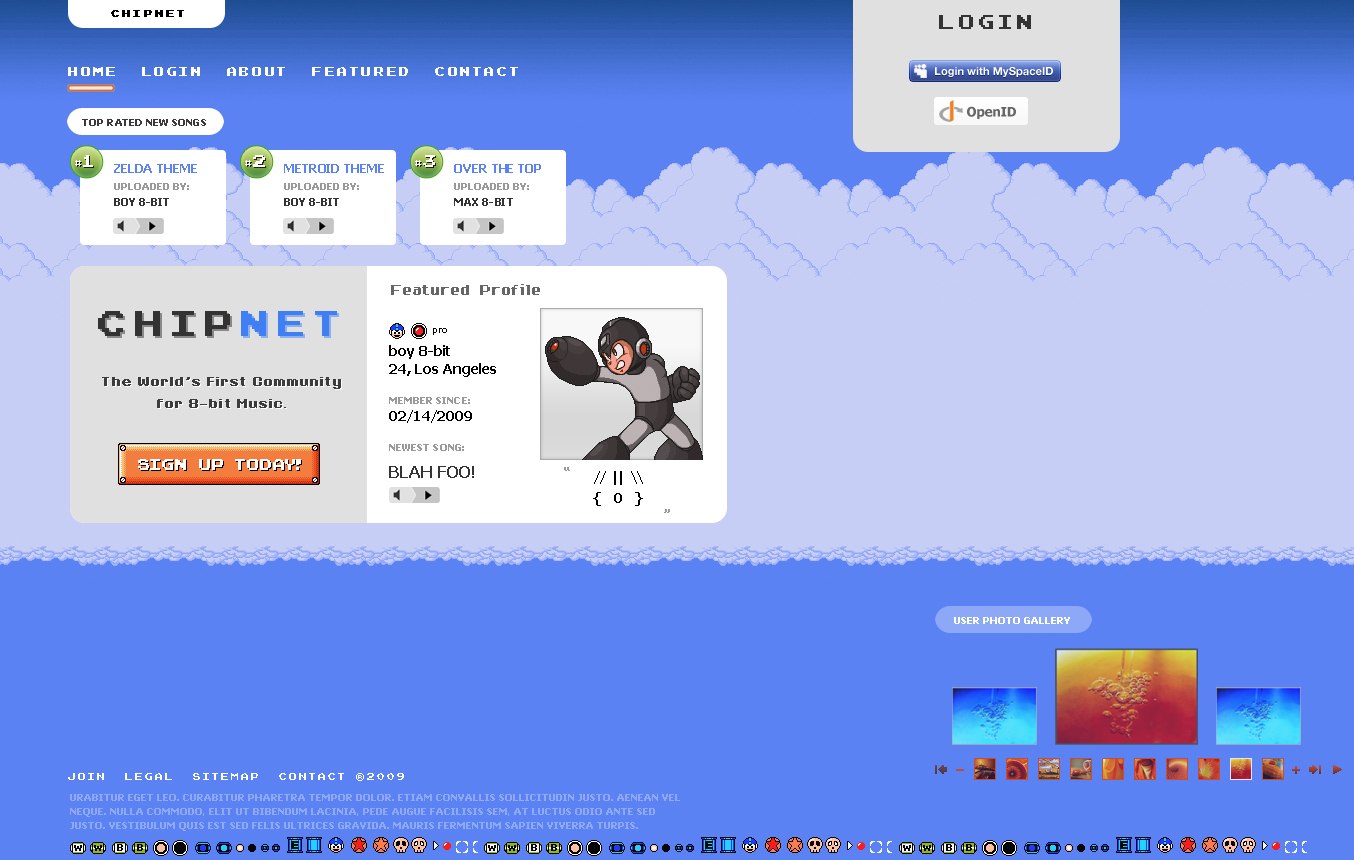 CHIPNET
LOGIN
Login with MySpaceID
OpenID
HOME LOGIN ABOUT FEATURED CONTACT
TOP RATED NEW SONGS
#1
ZELDA THEME
UPLOADED BY:
BOY 8-BIT
#2
METROID THEME
UPLOADED BY:
BOY 8-BIT
#3
OVER THE TOP
UPLOADED BY:
MAX 8-BIT
CHIPNET
The World's First Community
for 8-bit Music.
SIGN UP TODAY!
Featured Profile
pro
boy 8-bit
24, Los Angeles
MEMBER SINCE:
02/14/2009
NEWEST SONG:
BLAH FOO!
“ // || \\
{ O } ”
USER PHOTO GALLERY
JOIN LEGAL SITEMAP CONTACT ©2009
URABITUR EGET LEO. CURABITUR PHARETRA TEMPOR DOLOR. ETIAM CONVALLIS SOLLICITUDIN JUSTO. AENEAN VEL
NEQUE. NULLA COMMODO, ELIT UT BIBENDUM LACINIA, PEDE AUGUE FACILISIS SEM, AT LUCTUS ODIO ANTE SED
JUSTO. VESTIBULUM QUIS EST SED FELIS ULTRICES GRAVIDA. MAURIS FERMENTUM SAPIEN VIVERRA TURPIS.
W W B B E W W B B E W W B B E